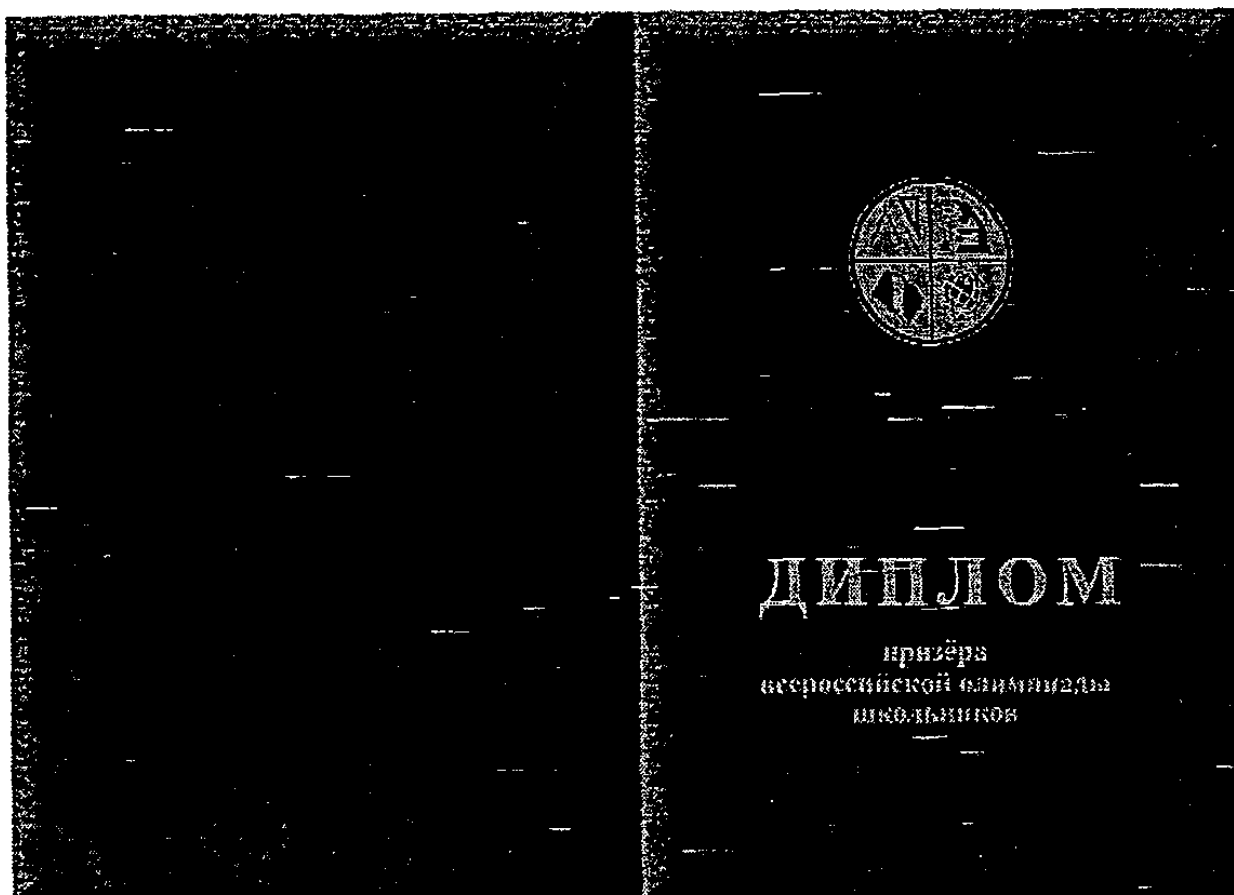 ДИПЛОМ
призёра
всероссийской олимпиады
школьников